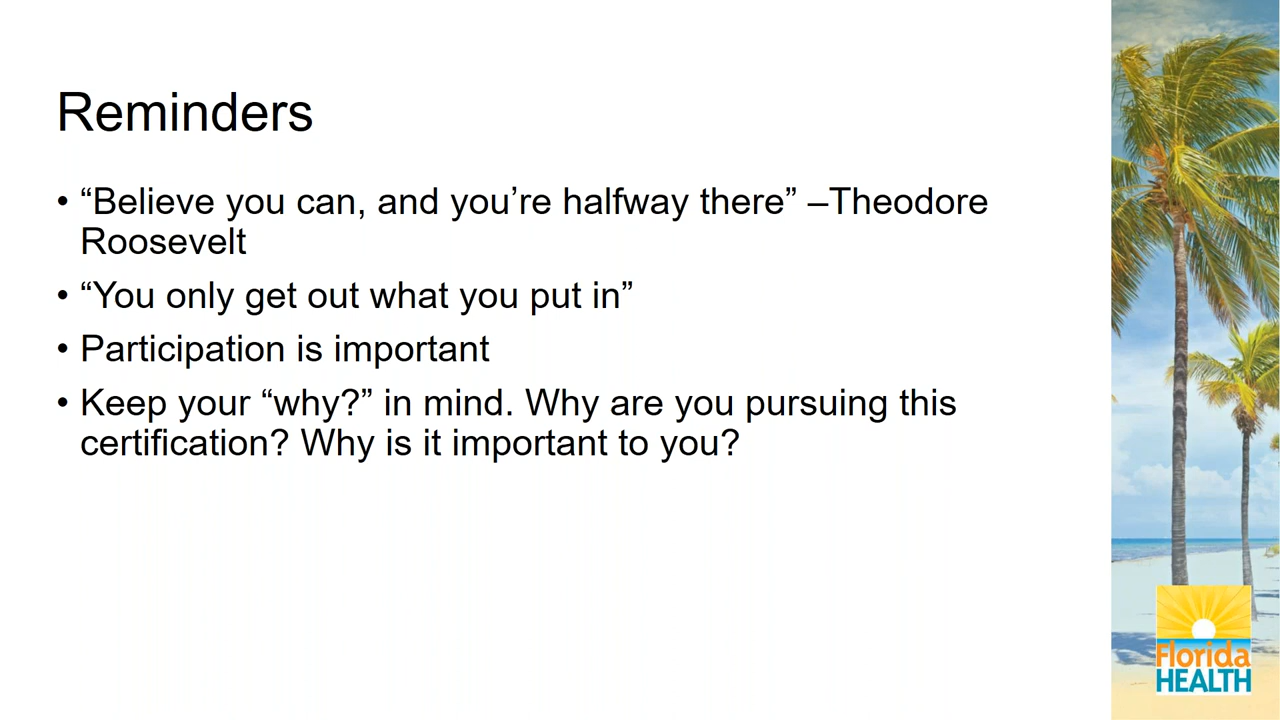 Reminders
• “Believe you can, and you’re halfway there” –Theodore
Roosevelt
• “You only get out what you put in”
• Participation is important
• Keep your “why?” in mind. Why are you pursuing this
certification? Why is it important to you?
Florida
HEALTH